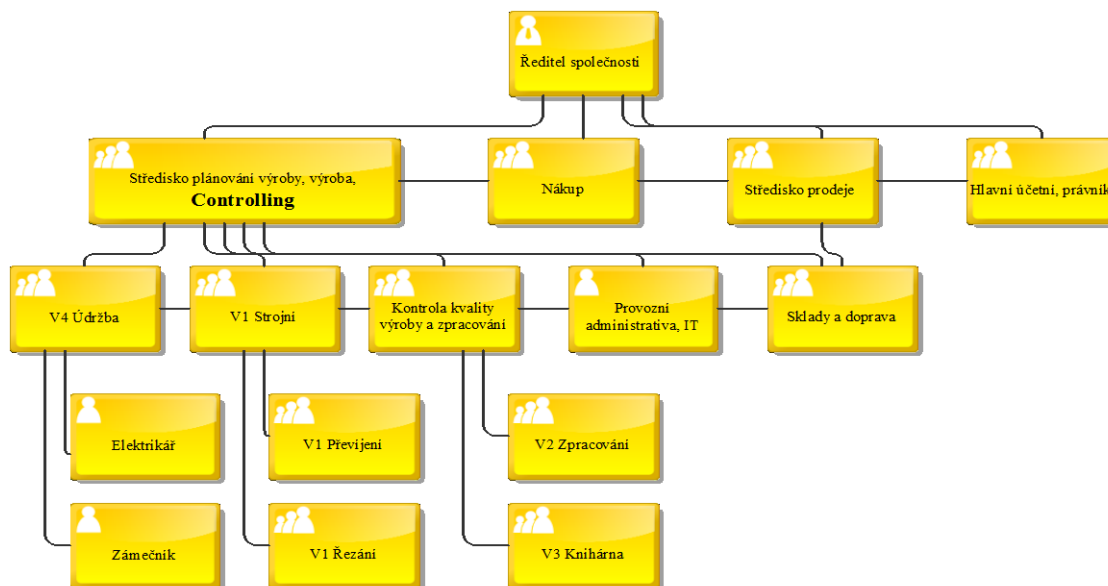 Ředitel společnosti
Středisko plánování výroby, výroba,
Controlling
Nákup
Středisko prodeje
Hlavní účetní, právník
V4 Údržba
V1 Strojní
Kontrola kvality
výroby a zpracování
Provozní
administrativa, IT
Sklady a doprava
Elektrikář
V1 Převíjení
V2 Zpracování
Zámečník
V1 Řezání
V3 Knihárna